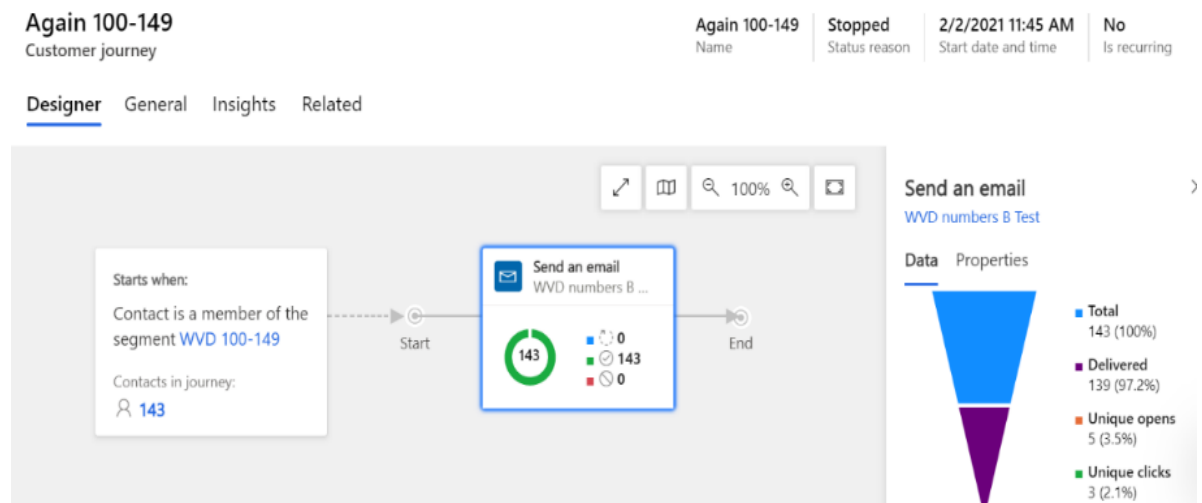 Again 100-149
Customer journey
Again 100-149
Name
Stopped
Status reason
2/2/2021 11:45 AM
Start date and time
No
Is recurring
Designer General Insights Related
100%
Starts when:
Contact is a member of the
segment WVD 100-149
Contacts in journey:
143
Start
Send an email
WVD numbers B ...
143
0
143
0
End
Send an email
WVD numbers B Test
Data Properties
Total
143 (100%)
Delivered
139 (97.2%)
Unique opens
5 (3.5%)
Unique clicks
3 (2.1%)